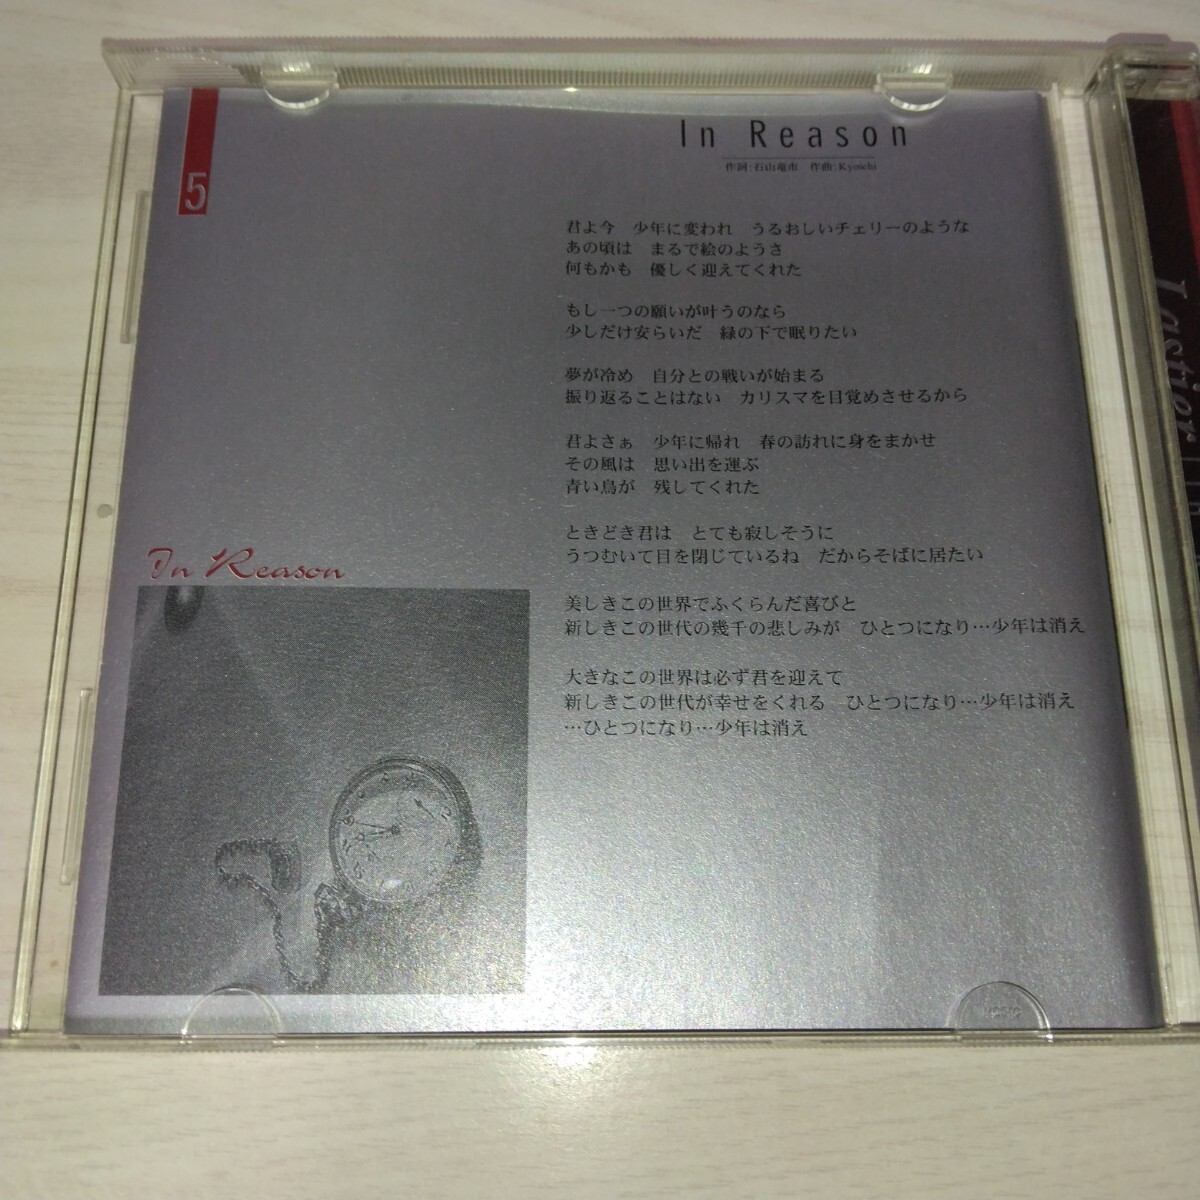 5
In Reason
作詞:石山竜市　作曲:Kyoichi
君よ今　少年に変われ　うるおしいチェリーのような
あの頃は　まるで絵のようさ
何もかも　優しく迎えてくれた
もし一つの願いが叶うのなら
少しだけ安らいだ　緑の下で眠りたい
夢が冷め　自分との戦いが始まる
振り返ることはない　カリスマを目覚めさせるから
君よさぁ　少年に帰れ　春の訪れに身をまかせ
その風は　思い出を運ぶ
青い鳥が　残してくれた
ときどき君は　とても寂しそうに
うつむいて目を閉じているね　だからそばに居たい
美しきこの世界でふくらんだ喜びと
新しきこの世代の幾千の悲しみが　ひとつになり…少年は消え
大きなこの世界は必ず君を迎えて
新しきこの世代が幸せをくれる　ひとつになり…少年は消え
…ひとつになり…少年は消え
In Reason
Lastier